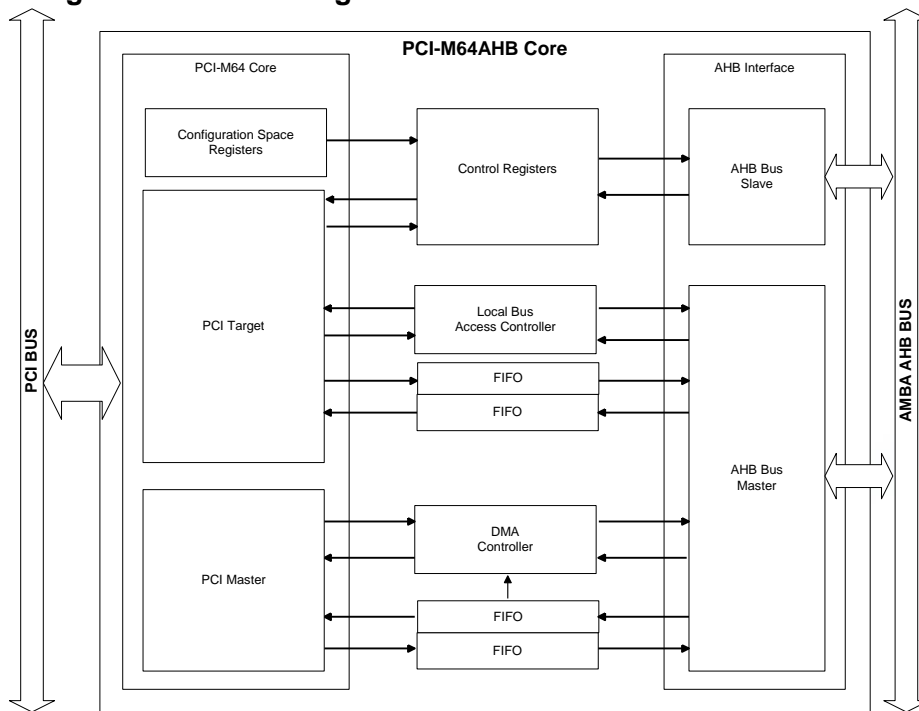 PCI-M64AHB Core
PCI-M64 Core
AHB Interface
Configuration Space
Registers
Control Registers
AHB Bus
Slave
PCI Target
Local Bus
Access Controller
FIFO
FIFO
PCI BUS
AMBA AHB BUS
AHB Bus
Master
DMA
Controller
PCI Master
FIFO
FIFO